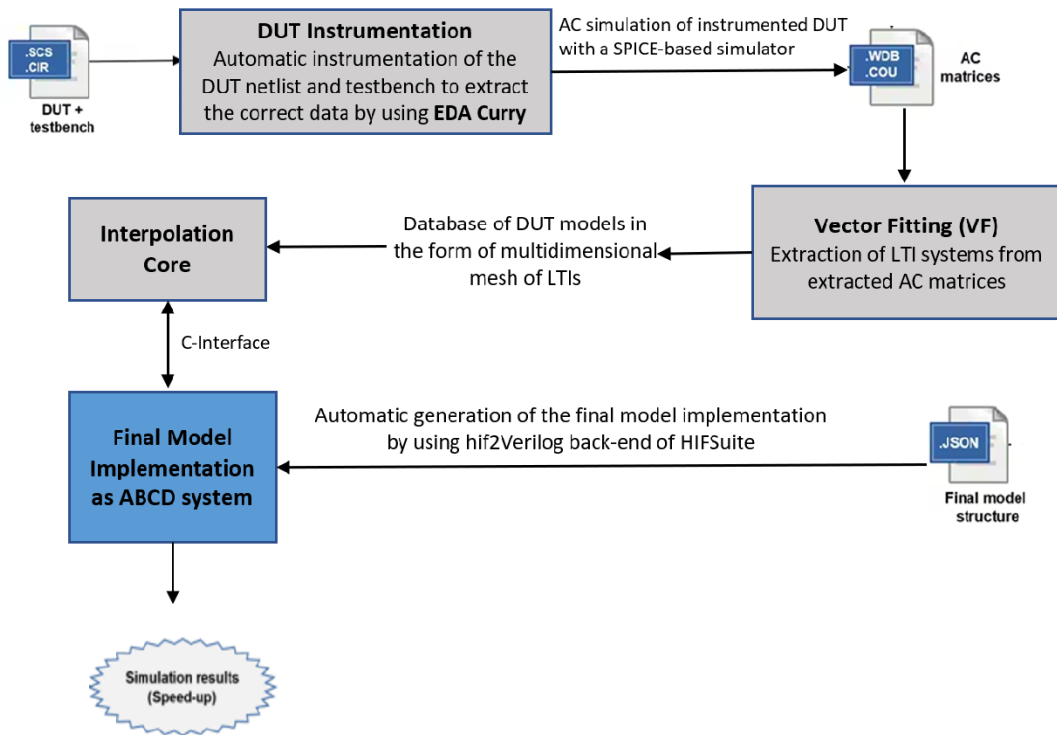 .SCS
.CIR
DUT +
testbench
DUT Instrumentation
Automatic instrumentation of the
DUT netlist and testbench to extract
the correct data by using EDA Curry
AC simulation of instrumented DUT
with a SPICE-based simulator
.WDB
.COU
AC
matrices
Interpolation
Core
Database of DUT models in
the form of multidimensional
mesh of LTIs
Vector Fitting (VF)
Extraction of LTI systems from
extracted AC matrices
C-Interface
Final Model
Implementation
as ABCD system
Automatic generation of the final model implementation
by using hif2Verilog back-end of HIFSuite
.JSON
Final model
structure
Simulation results
(Speed-up)